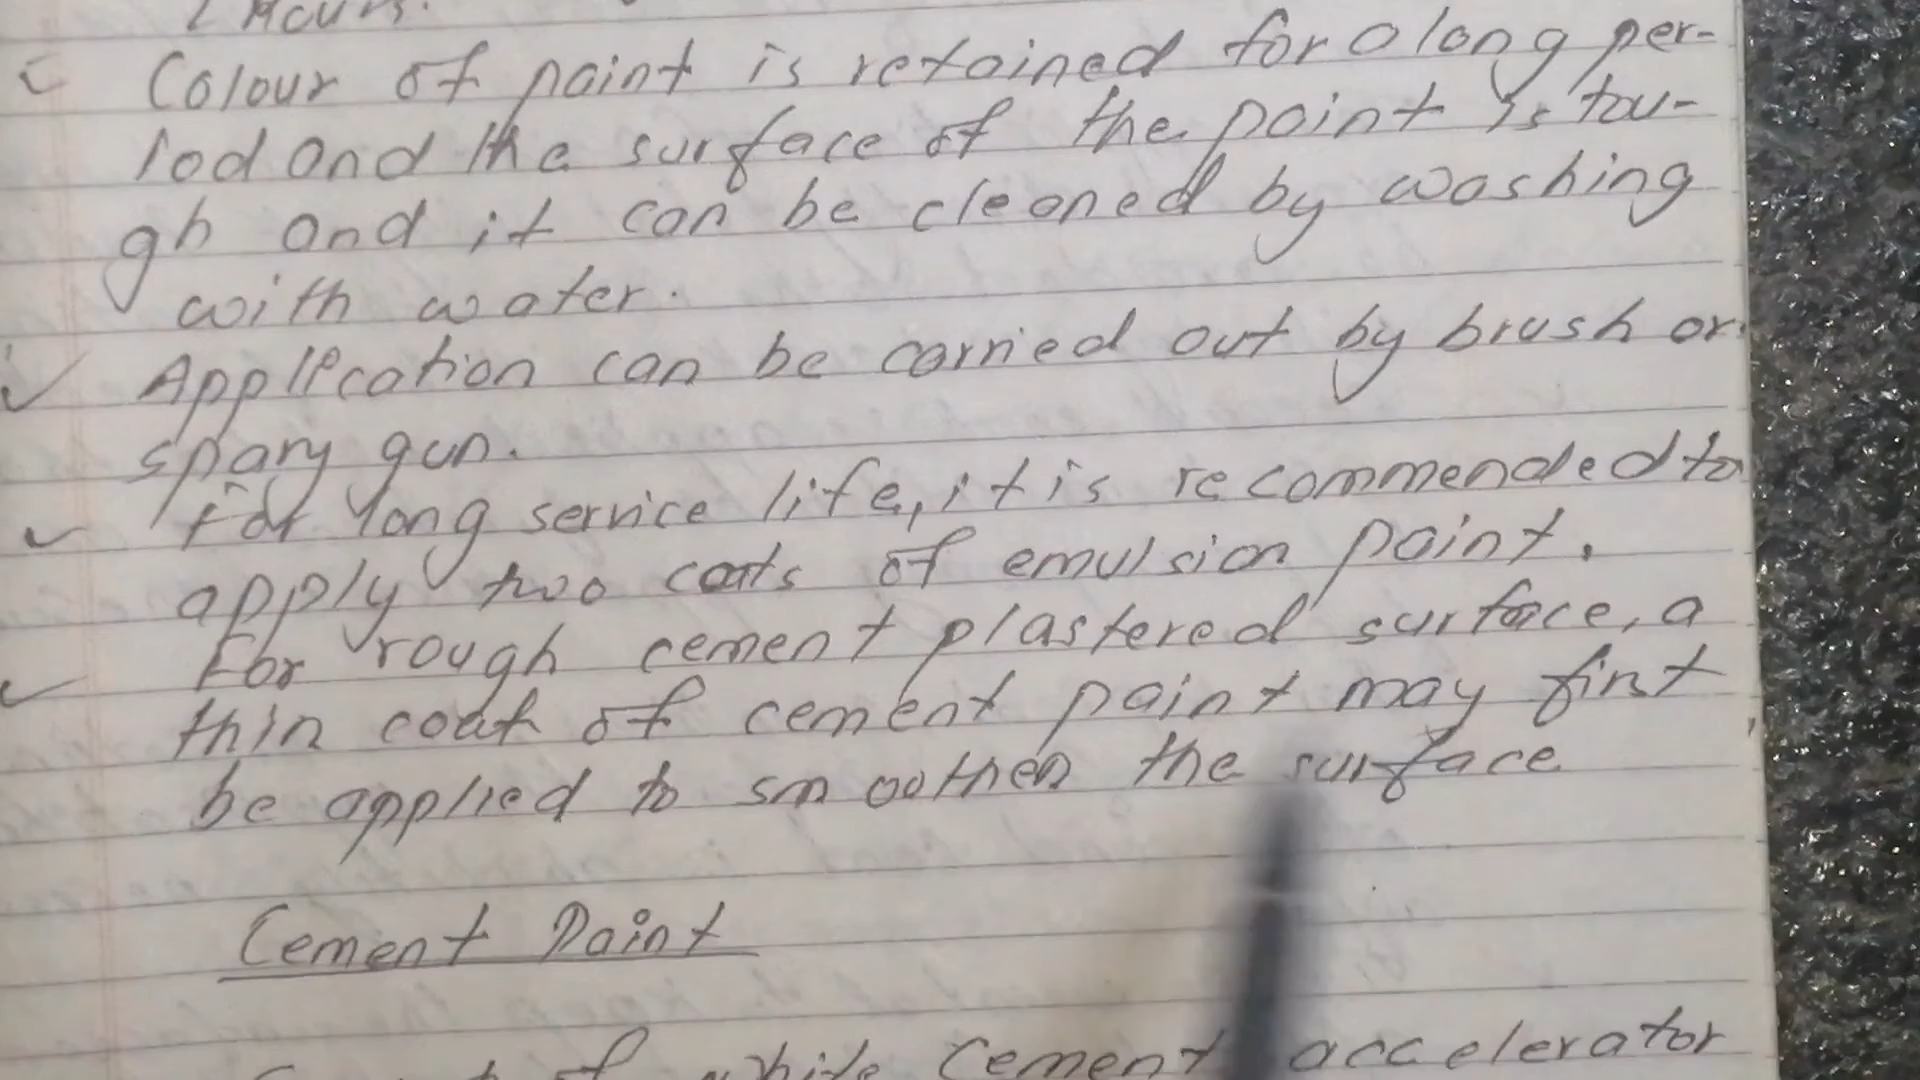 2 Hours.
Colour of paint is retained for a long per-
iod and the surface of the paint is tou-
gh and it can be cleaned by washing
with water.
Application can be carried out by brush or
spary gun.
For long service life, it is recommended to
apply two coats of emulsion paint.
For rough cement plastered surface, a
thin coat of cement paint may first
be applied to smoothen the surface
Cement Paint
of white cement accelerator